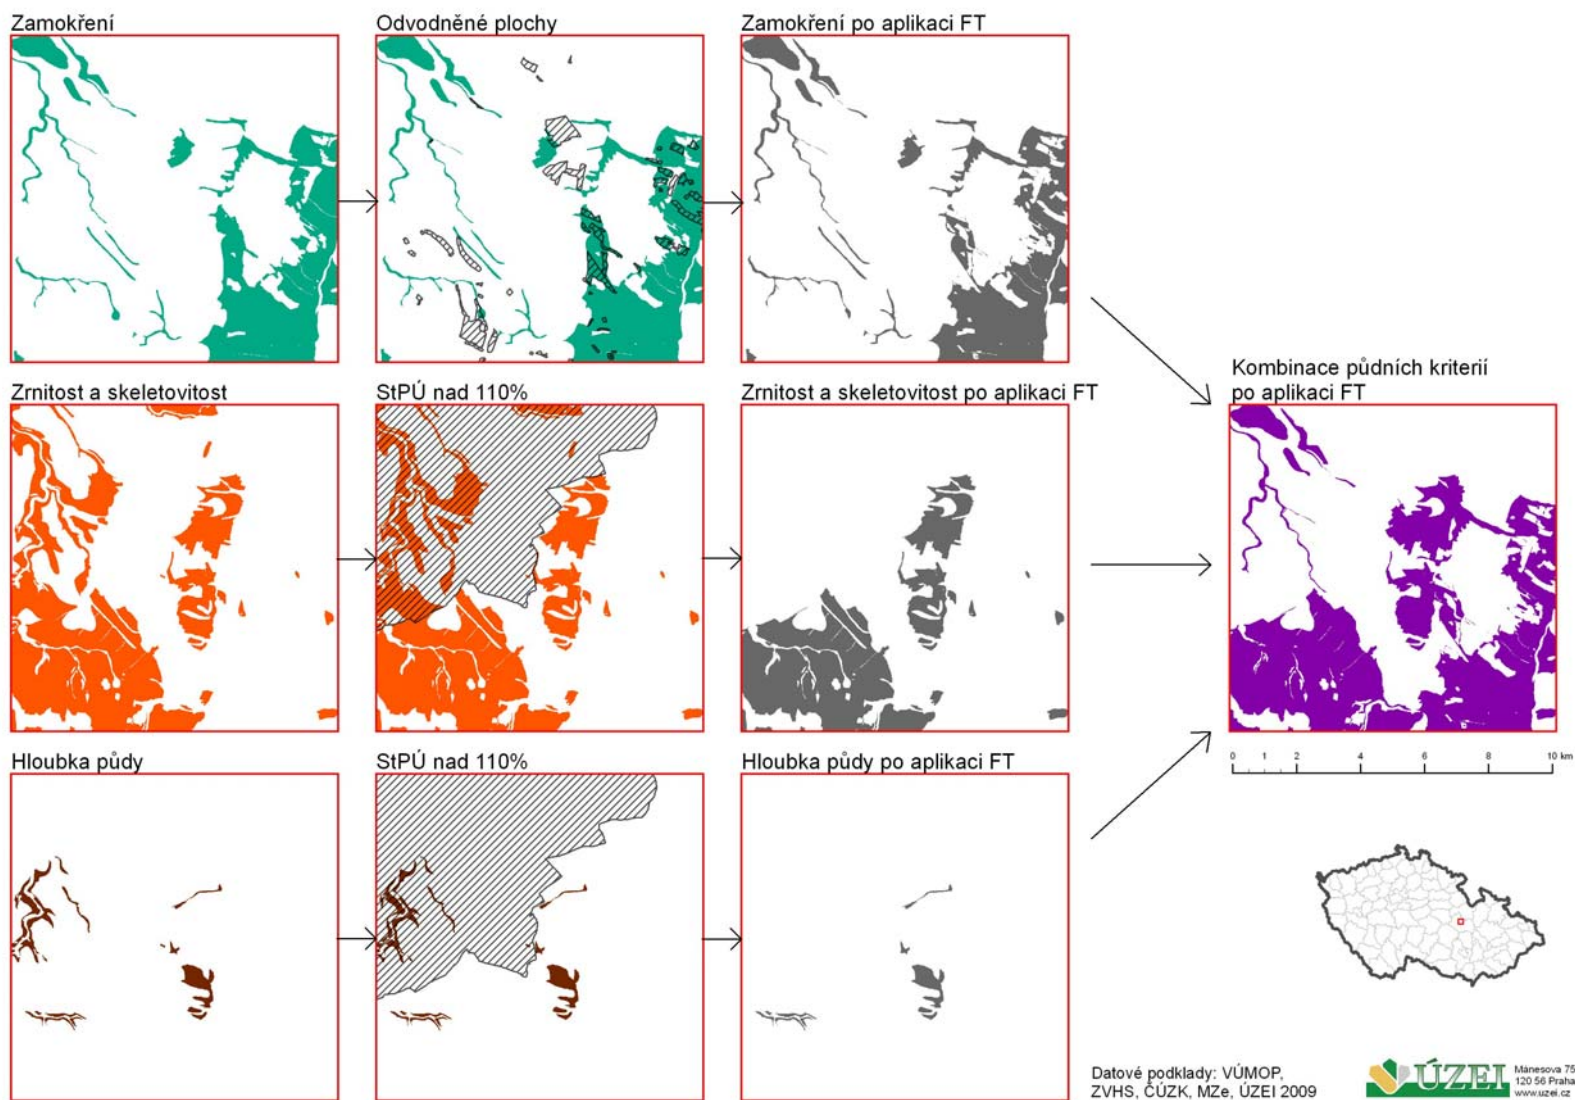 Zamokření
Odvodněné plochy
Zamokření po aplikaci FT
Zrnitost a skeletovitost
StPÚ nad 110%
Zrnitost a skeletovitost po aplikaci FT
Kombinace půdních kriterií
po aplikaci FT
Hloubka půdy
StPÚ nad 110%
Hloubka půdy po aplikaci FT
0 1 2 4 6 8 10 km
Datové podklady: VÚMOP,
ZVHS, ČÚZK, MZe, ÚZEI 2009
ÚZEI
Mánesova 75
120 56 Praha
www.uzei.cz